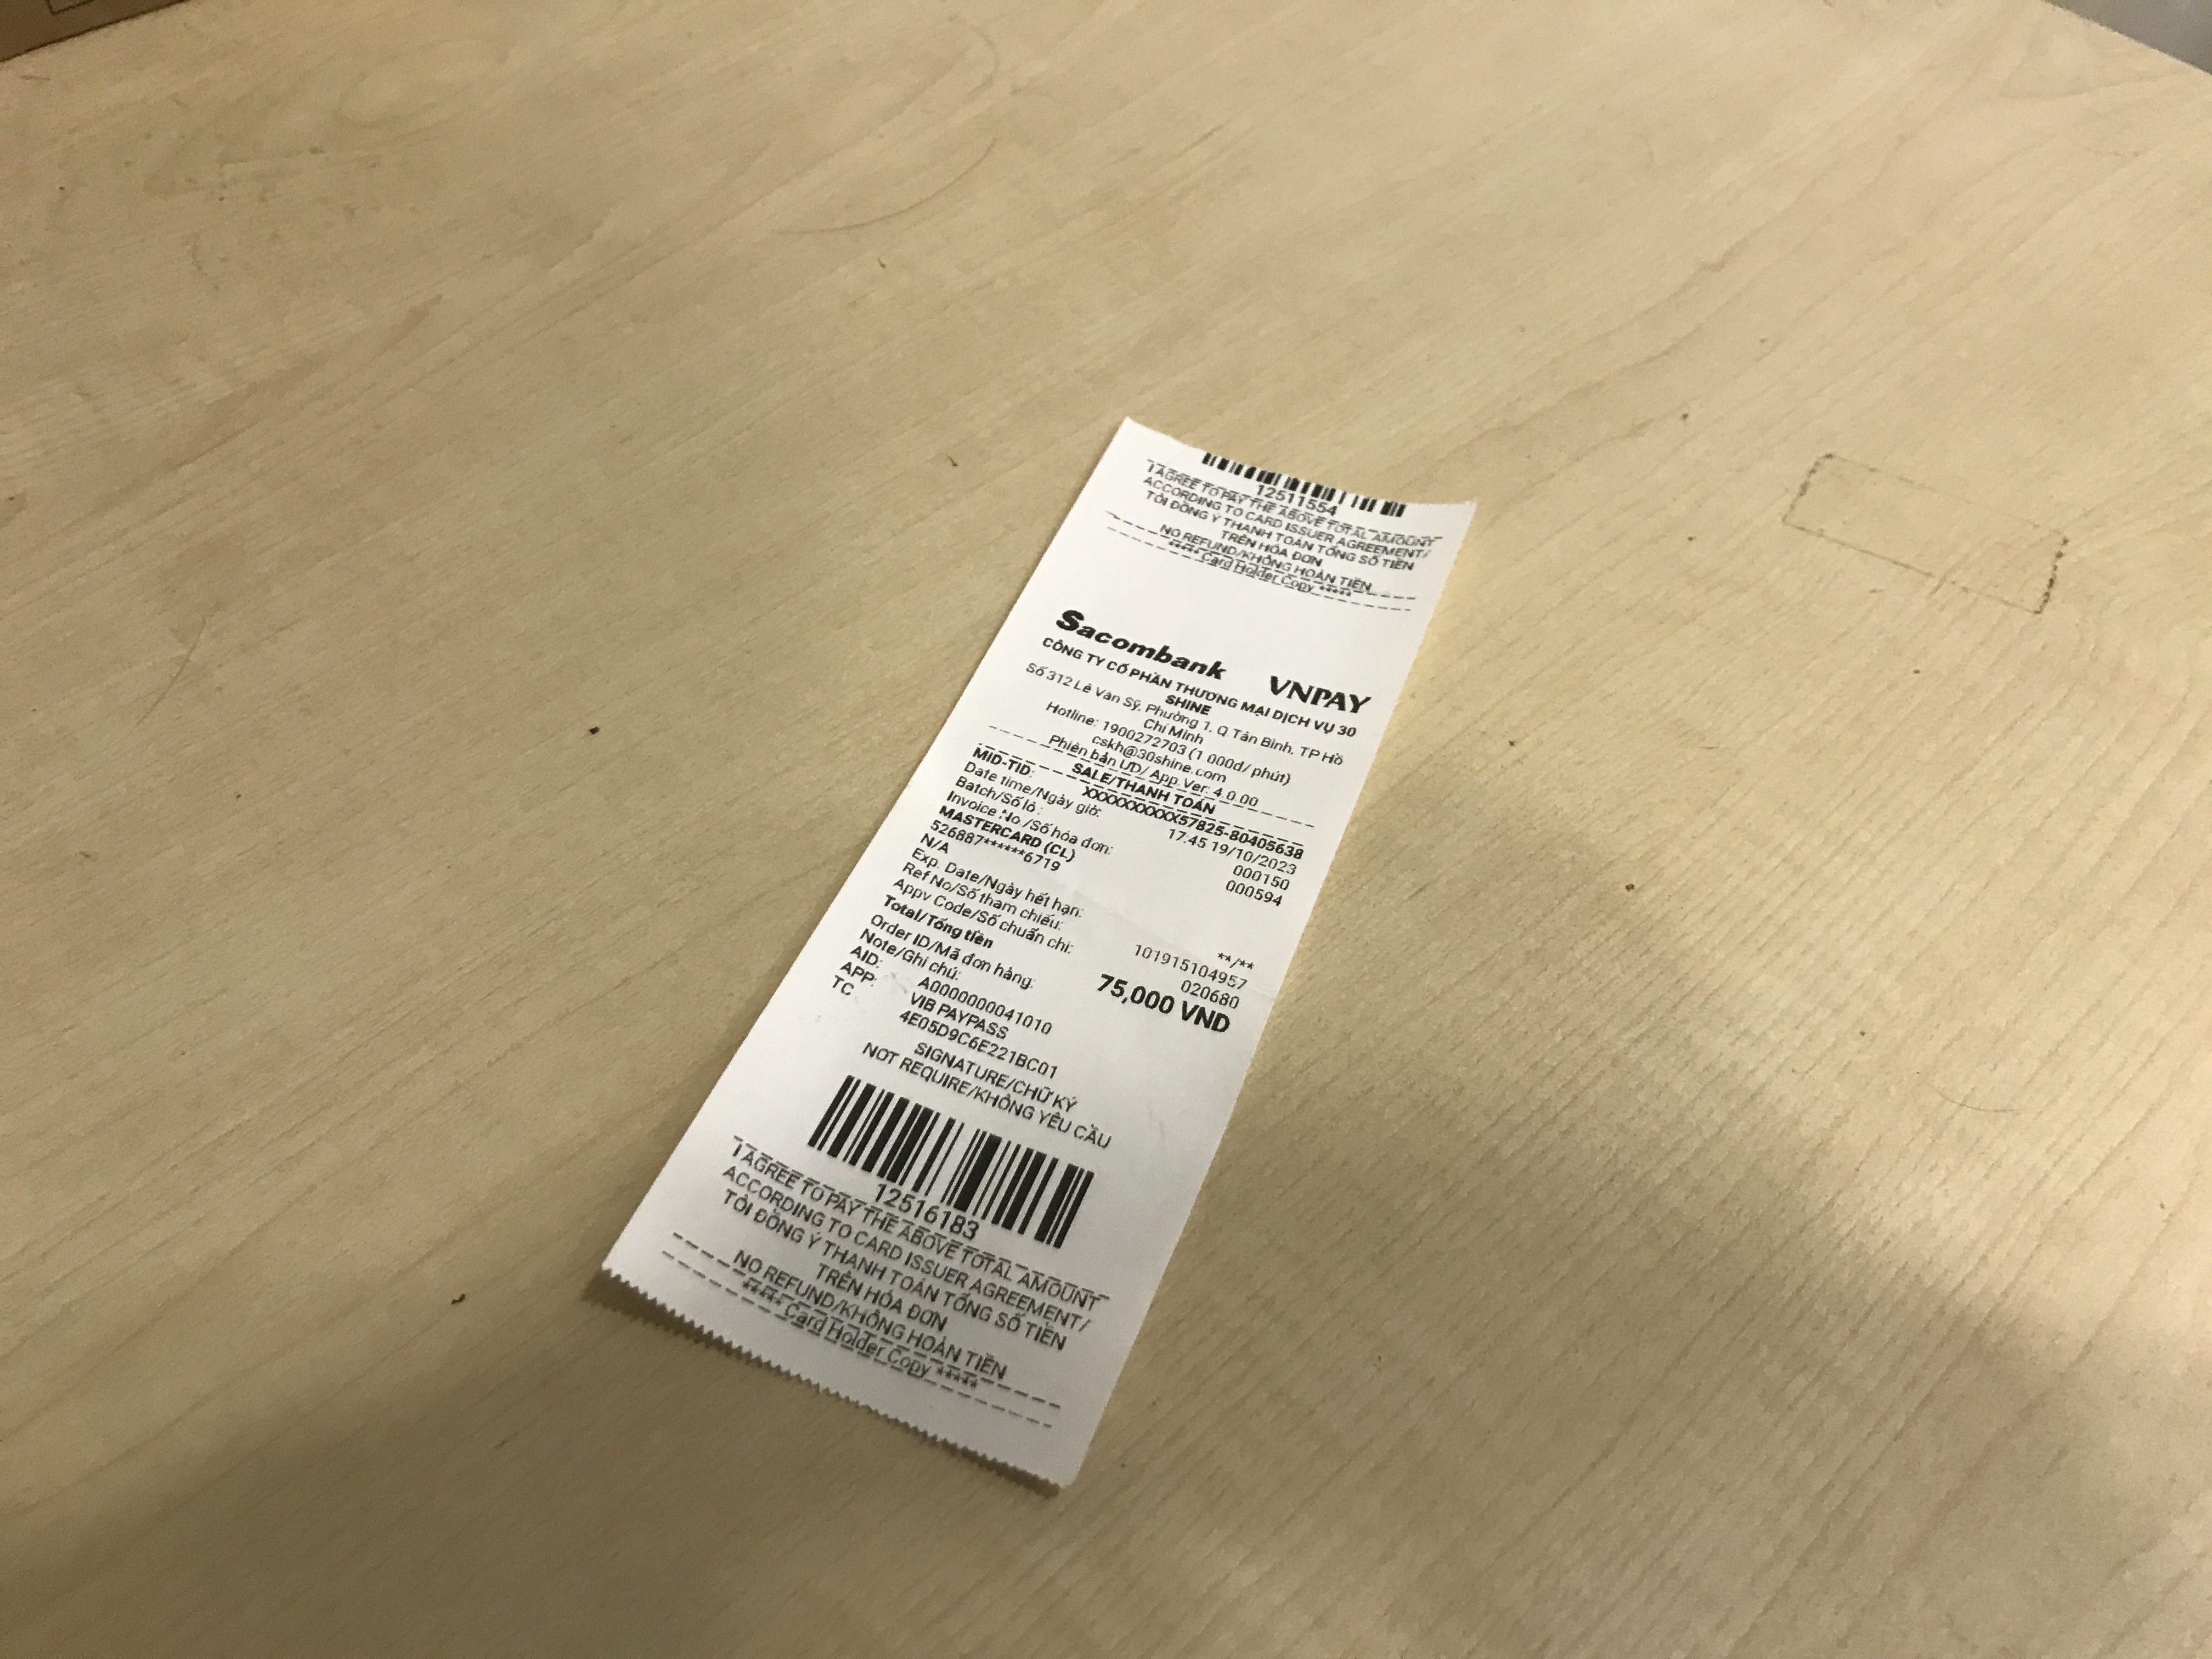 12511554
I AGREE TO PAY THE ABOVE TOTAL AMOUNT
ACCORDING TO CARD ISSUER AGREEMENT/
TÔI ĐỒNG Ý THANH TOÁN TỔNG SỐ TIỀN
TRÊN HÓA ĐƠN
NO REFUND/KHÔNG HOÀN TIỀN
***** Card Holder Copy *****
Sacombank VNPAY
CÔNG TY CỔ PHẦN THƯƠNG MẠI DỊCH VỤ 30
SHINE
Số 312 Lê Văn Sỹ, Phường 1, Q.Tân Bình, TP Hồ
Chí Minh
Hotline: 1900272703 (1.000đ/ phút)
cskh@30shine.com
Phiên bản ƯD/ App.Ver: 4.0.00
SALE/THANH TOÁN
MID-TID: XXXXXXXXXX57825-80405638
Date time/Ngày giờ: 17:45 19/10/2023
Batch/Số lô : 000150
Invoice No./Số hóa đơn: 000594
MASTERCARD (CL)
526887******6719
N/A
Exp. Date/Ngày hết hạn: **/**
Ref No/Số tham chiếu: 101915104957
Appv Code/Số chuẩn chi: 020680
Total/Tổng tiền 75,000 VND
Order ID/Mã đơn hàng:
Note/Ghi chú:
AID: A0000000041010
APP: VIB PAYPASS
TC 4E05D9C6E221BC01
SIGNATURE/CHỮ KÝ
NOT REQUIRE/KHÔNG YÊU CẦU
12516183
I AGREE TO PAY THE ABOVE TOTAL AMOUNT
ACCORDING TO CARD ISSUER AGREEMENT/
TÔI ĐỒNG Ý THANH TOÁN TỔNG SỐ TIỀN
TRÊN HÓA ĐƠN
NO REFUND/KHÔNG HOÀN TIỀN
***** Card Holder Copy *****